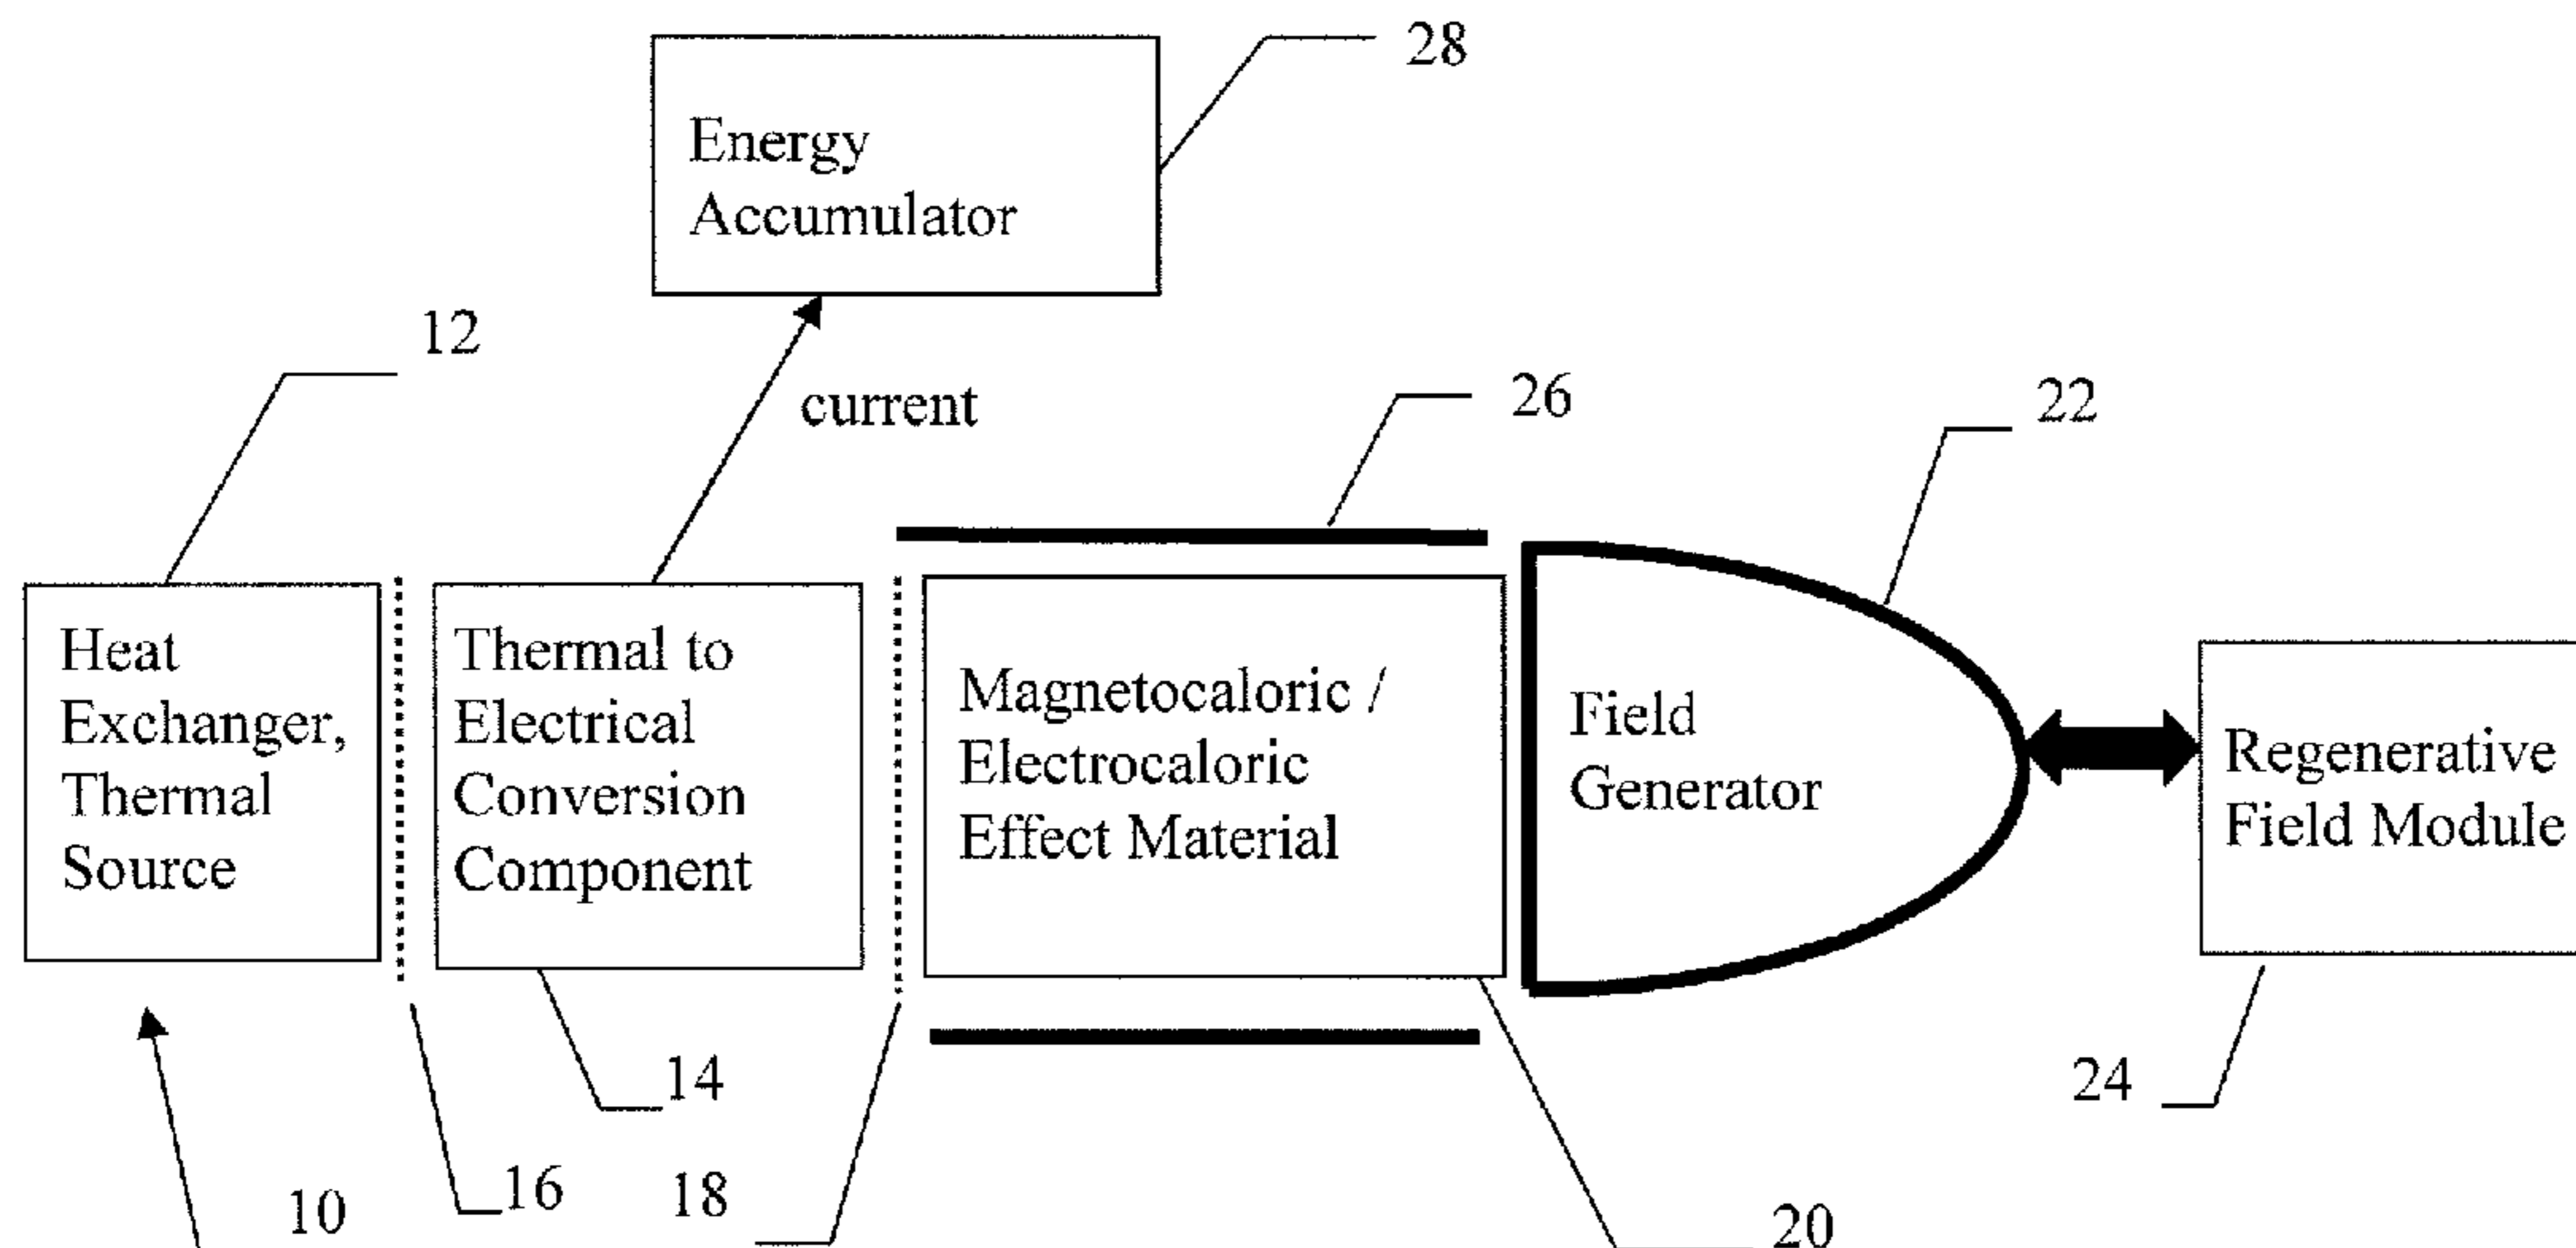 28
Energy
Accumulator
12
current
26
22
Heat
Exchanger,
Thermal
Source
Thermal to
Electrical
Conversion
Component
Magnetocaloric /
Electrocaloric
Effect Material
Field
Generator
Regenerative
Field Module
14
24
16
18
10
20